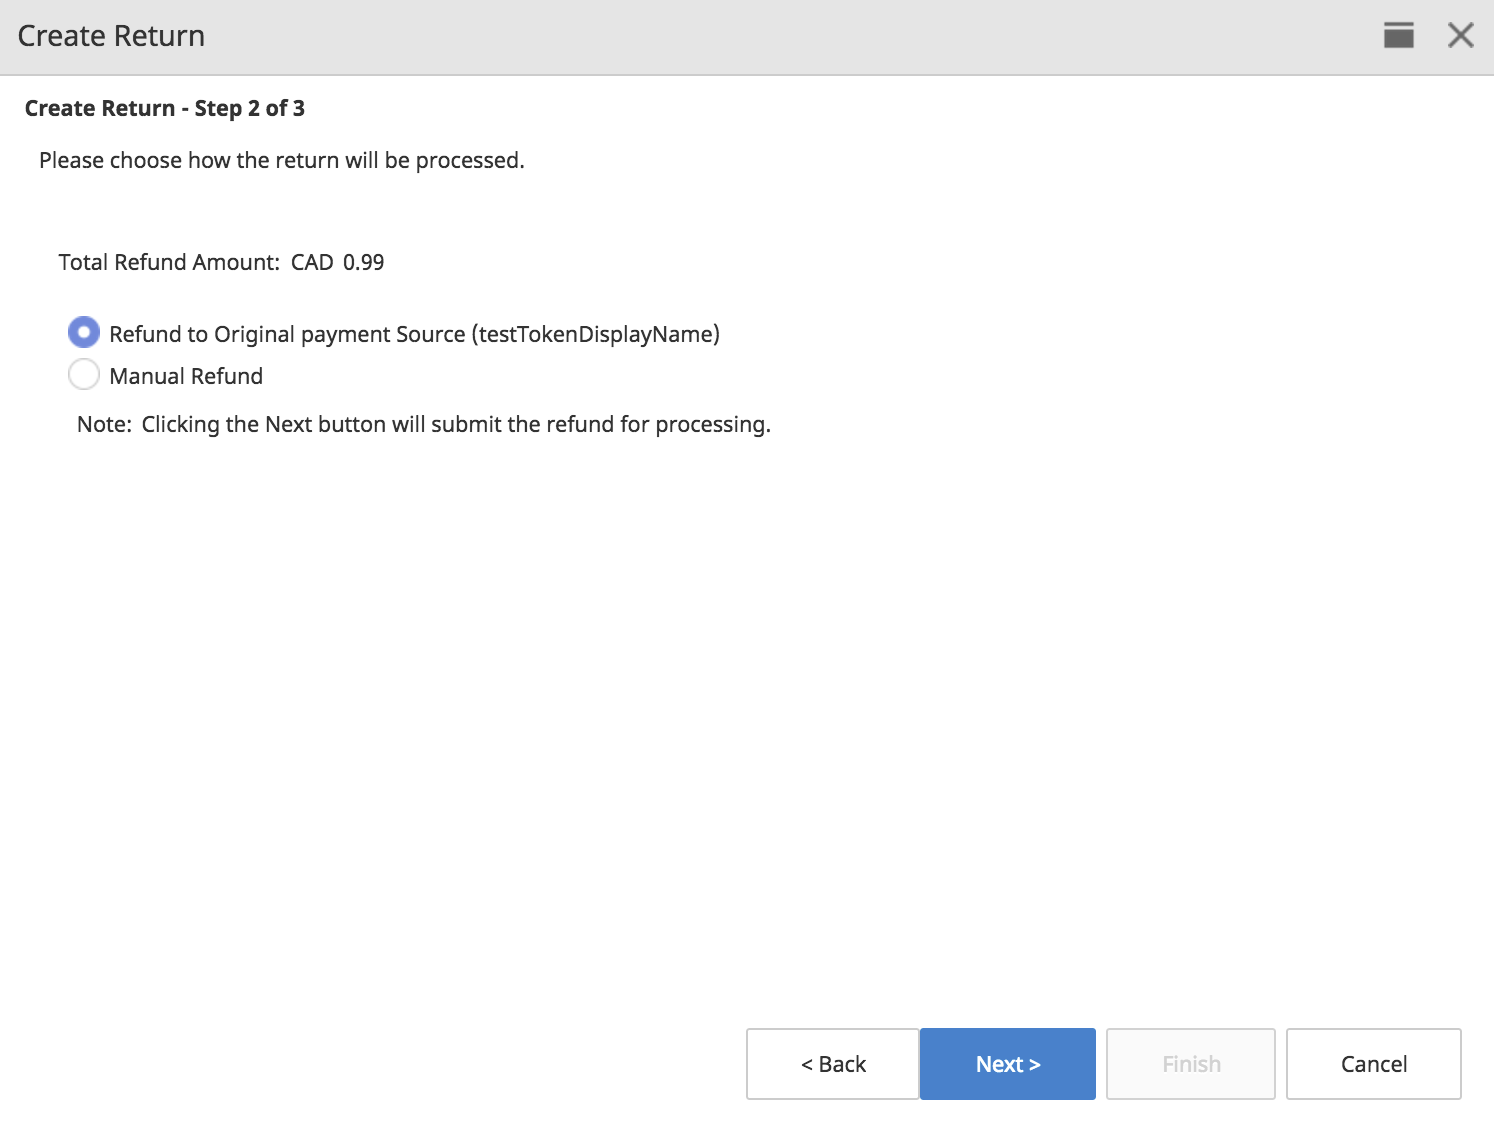 Create Return
Create Return - Step 2 of 3
Please choose how the return will be processed.
Total Refund Amount: CAD 0.99
Refund to Original payment Source (testTokenDisplayName)
Manual Refund
Note: Clicking the Next button will submit the refund for processing.
< Back Next > Finish Cancel